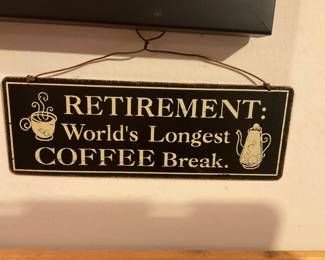 RETIREMENT:
World's Longest
COFFEE Break.